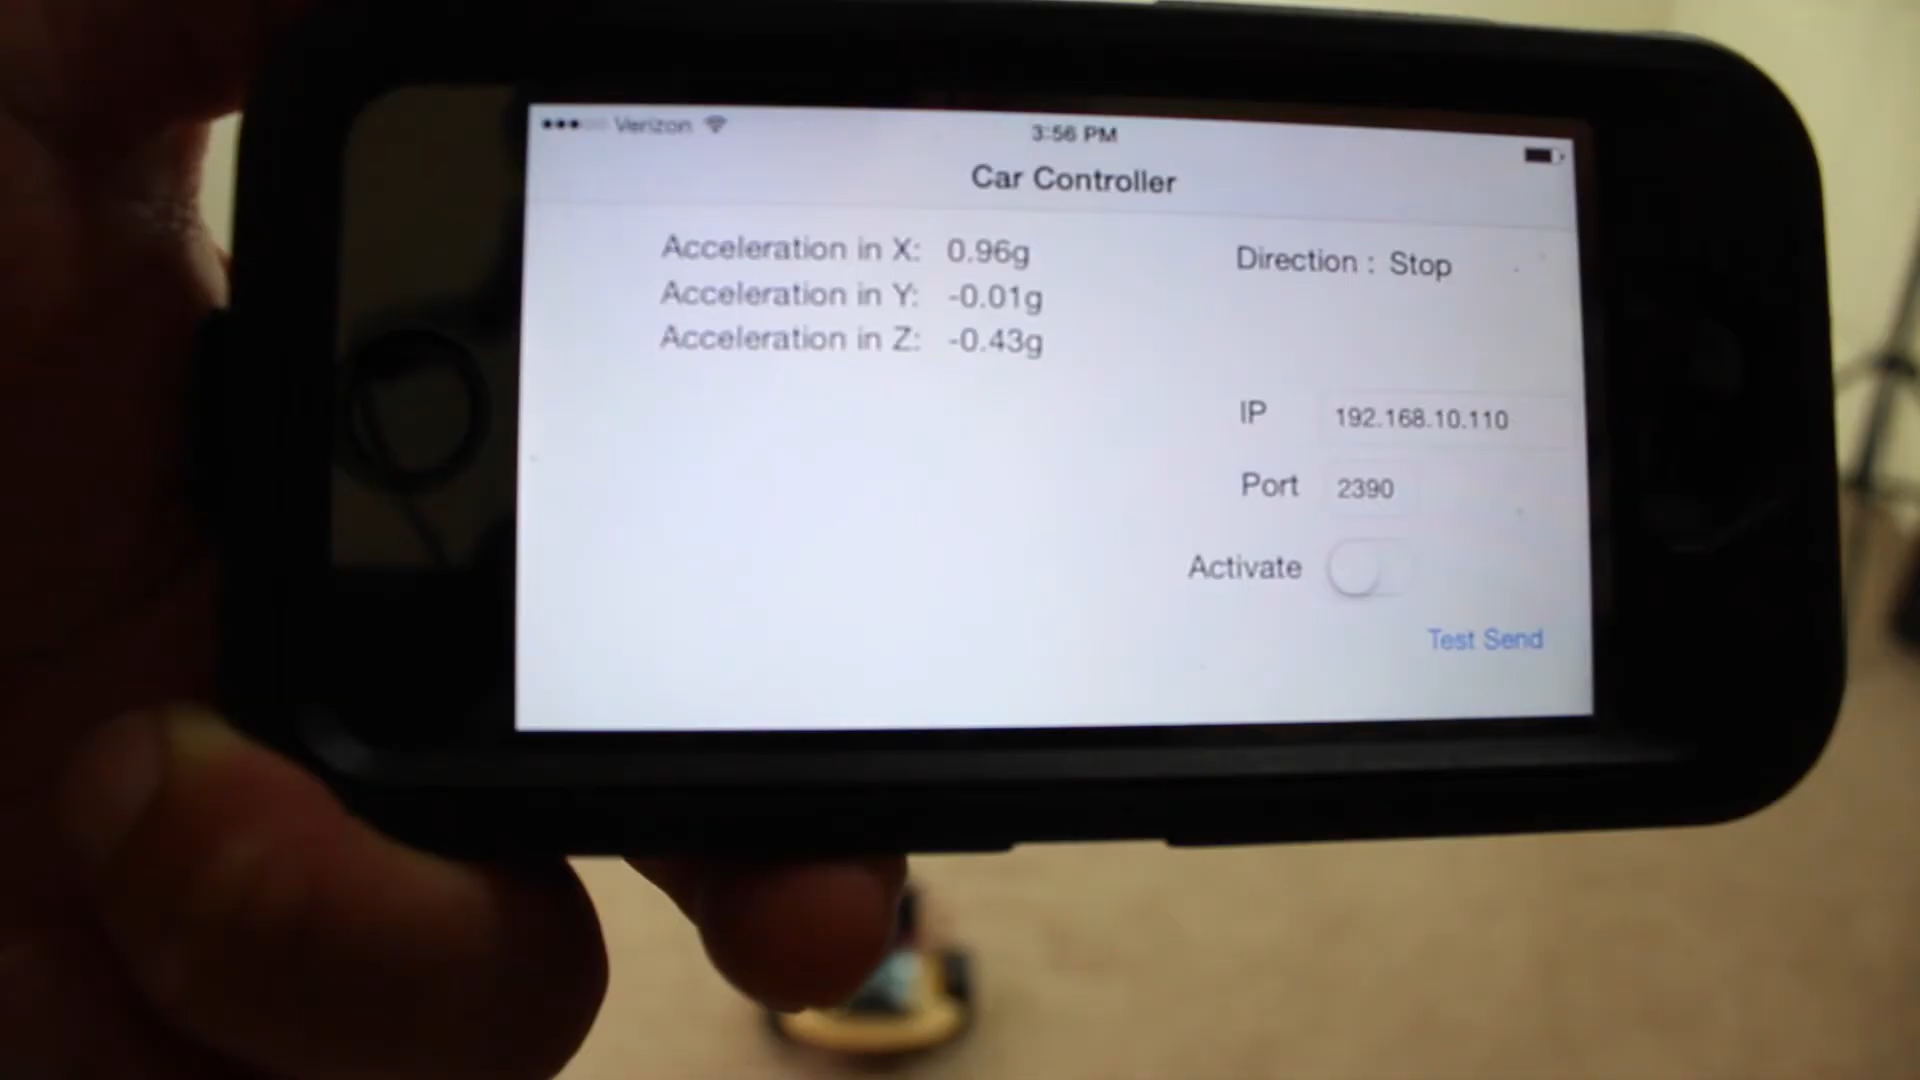 Verizon
3:56 PM
Car Controller
Acceleration in X: 0.96g
Direction : Stop
Acceleration in Y: -0.01g
Acceleration in Z: -0.43g
IP 192.168.10.110
Port 2390
Activate
Test Send